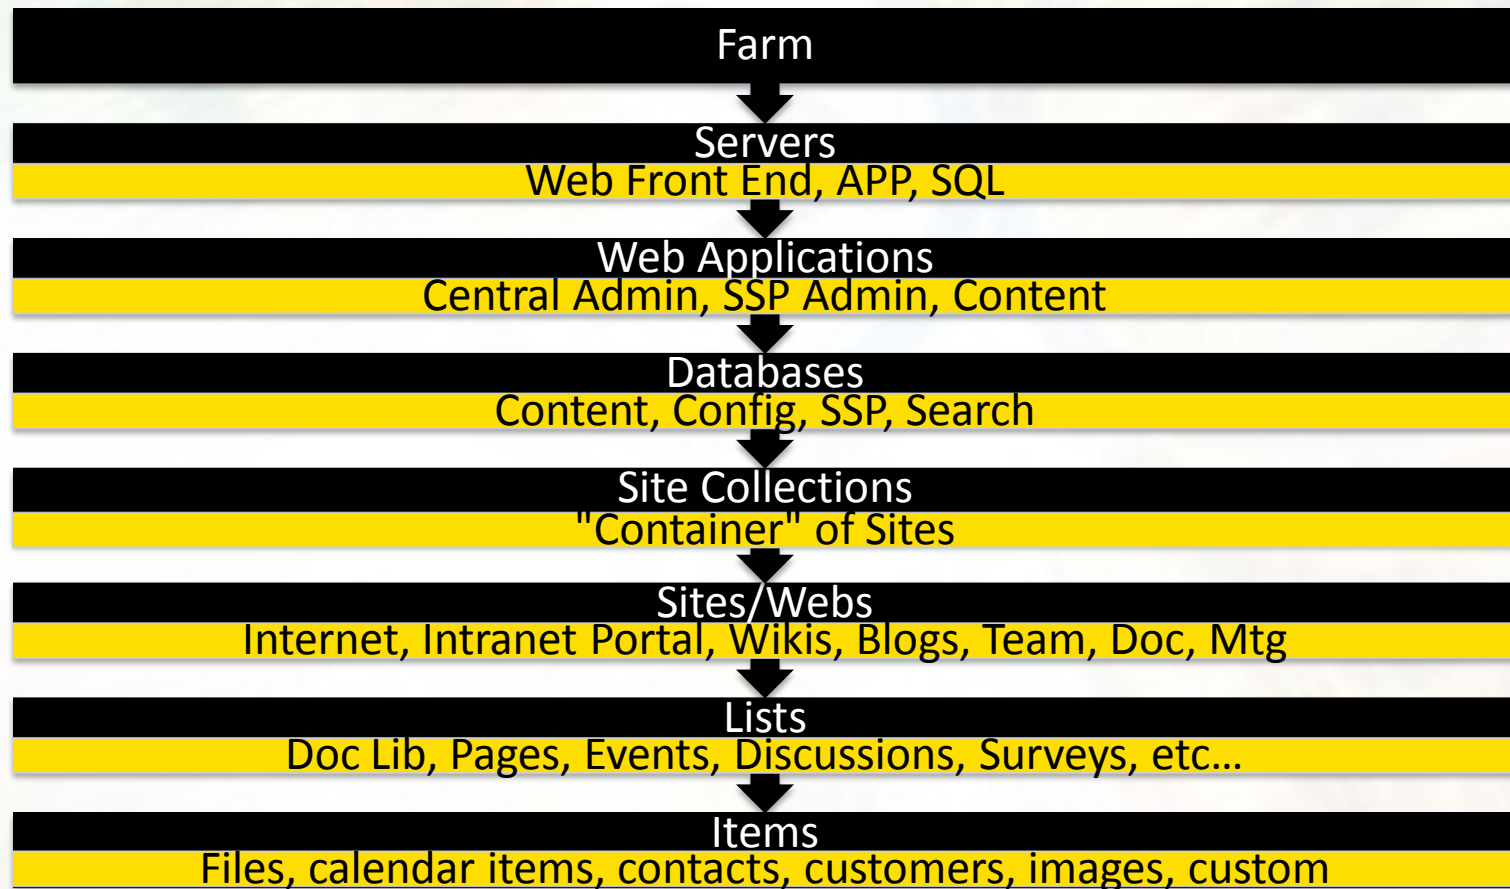 Farm
Servers
Web Front End, APP, SQL
Web Applications
Central Admin, SSP Admin, Content
Databases
Content, Config, SSP, Search
Site Collections
"Container" of Sites
Sites/Webs
Internet, Intranet Portal, Wikis, Blogs, Team, Doc, Mtg
Lists
Doc Lib, Pages, Events, Discussions, Surveys, etc…
Items
Files, calendar items, contacts, customers, images, custom